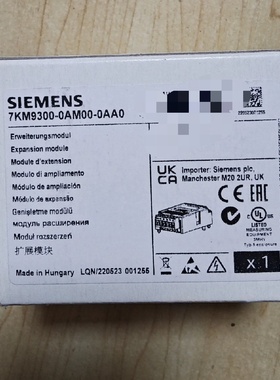 SIEMENS
7KM9300-0AM00-0AA0
Erweiterungsmodul
Expansion module
Module d'extension
Modulo di ampliamento
Módulo de ampliación
Módulo de expansão
Genişletme modülü
модуль расширения
Moduł rozszerzeń
扩展模块
Made in Hungary LQN/220523 001255
UK
CA
Importer: Siemens plc,
Manchester M20 2UR, UK
CE EAC
UL US
LISTED
x 1